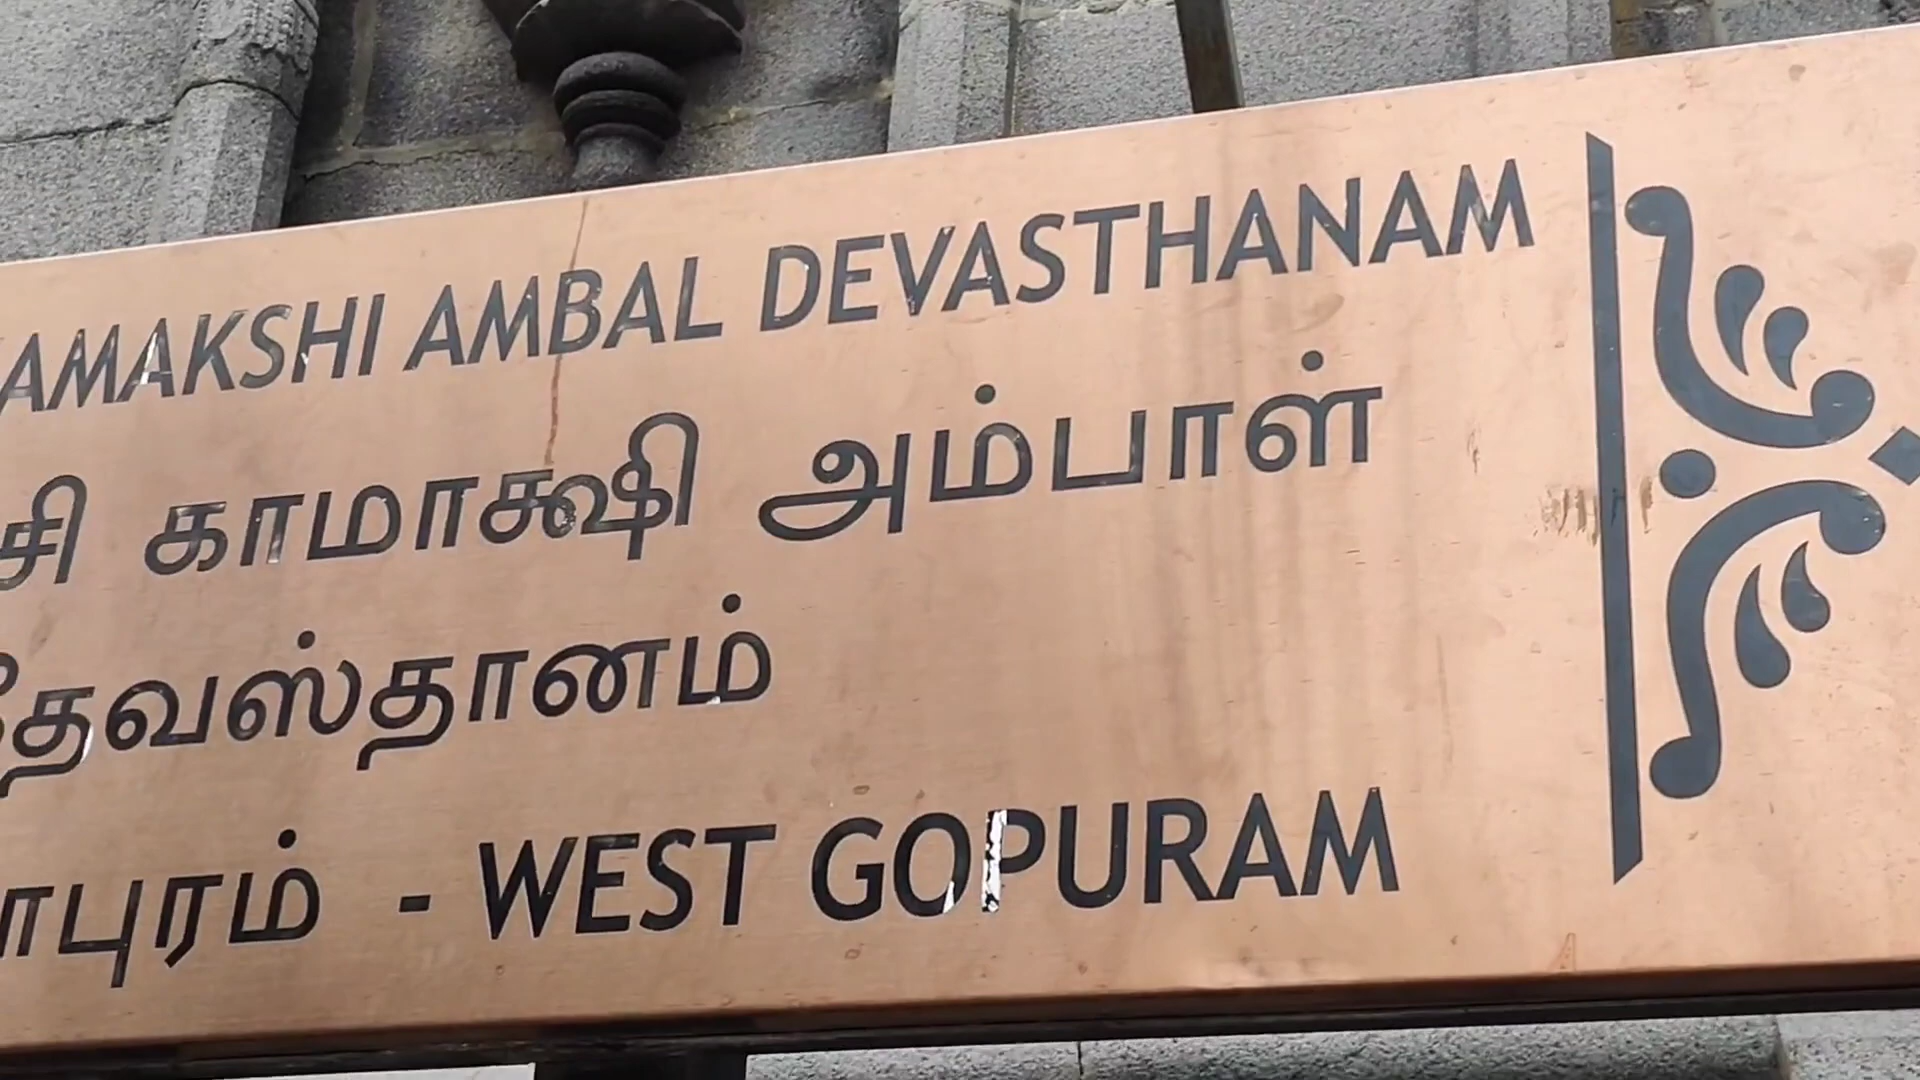 AMAKSHI AMBAL DEVASTHANAM
சி காமாக்ஷி அம்பாள்
தேவஸ்தானம்
புரம் - WEST GOPURAM